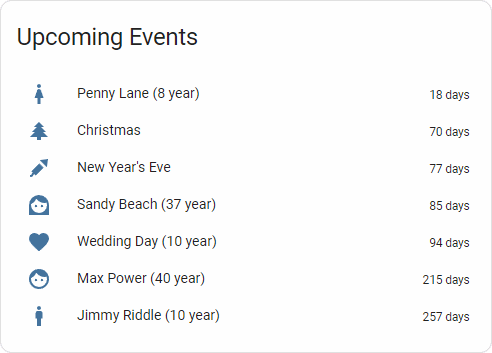 Upcoming Events
Penny Lane (8 year) 18 days
Christmas 70 days
New Year's Eve 77 days
Sandy Beach (37 year) 85 days
Wedding Day (10 year) 94 days
Max Power (40 year) 215 days
Jimmy Riddle (10 year) 257 days